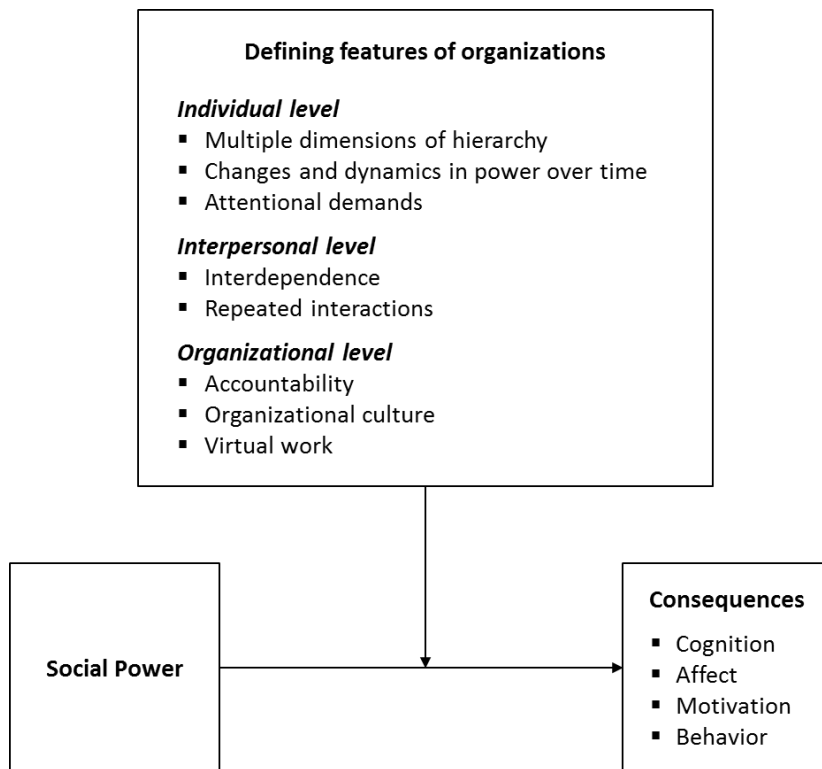 Defining features of organizations
Individual level
▪ Multiple dimensions of hierarchy
▪ Changes and dynamics in power over time
▪ Attentional demands
Interpersonal level
▪ Interdependence
▪ Repeated interactions
Organizational level
▪ Accountability
▪ Organizational culture
▪ Virtual work
Social Power
Consequences
▪ Cognition
▪ Affect
▪ Motivation
▪ Behavior